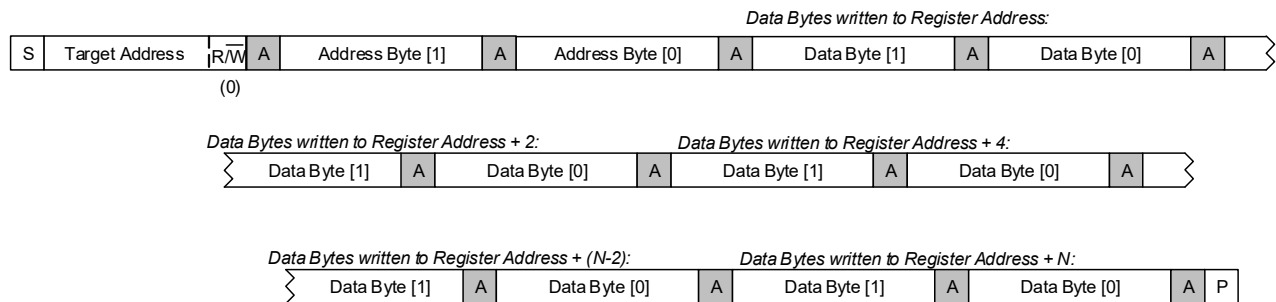 Data Bytes written to Register Address:
S Target Address R/W A Address Byte [1] A Address Byte [0] A Data Byte [1] A Data Byte [0] A
(0)
Data Bytes written to Register Address + 2: Data Bytes written to Register Address + 4:
Data Byte [1] A Data Byte [0] A Data Byte [1] A Data Byte [0] A
Data Bytes written to Register Address + (N-2): Data Bytes written to Register Address + N:
Data Byte [1] A Data Byte [0] A Data Byte [1] A Data Byte [0] A P